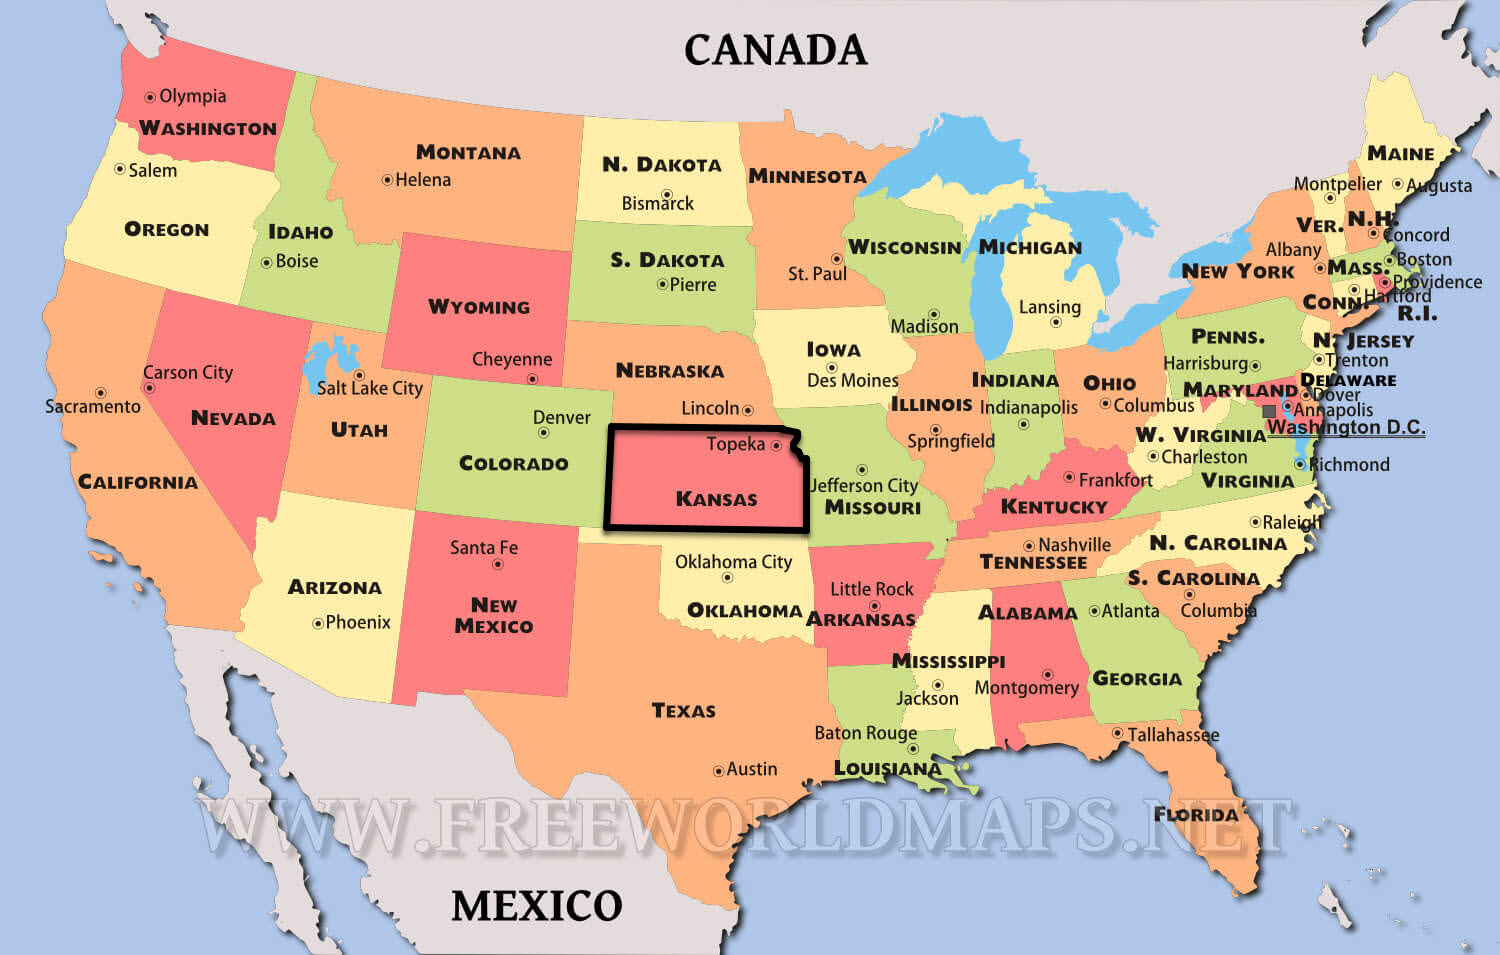 CANADA
Olympia
WASHINGTON
Salem
OREGON
IDAHO
Boise
MONTANA
Helena
N. DAKOTA
Bismarck
S. DAKOTA
Pierre
MINNESOTA
St. Paul
WISCONSIN
Madison
MICHIGAN
Lansing
WYOMING
Cheyenne
NEBRASKA
Lincoln
IOWA
Des Moines
ILLINOIS
Springfield
INDIANA
Indianapolis
OHIO
Columbus
PENNS.
Harrisburg
NEW YORK
Albany
MAINE
Augusta
Montpelier
VER.
N.H.
Concord
MASS.
Boston
Providence
CONN.
Hartford
R.I.
N. JERSEY
Trenton
DELAWARE
Dover
MARYLAND
Annapolis
Washington D.C.
W. VIRGINIA
Charleston
VIRGINIA
Richmond
Sacramento
CALIFORNIA
Carson City
NEVADA
Salt Lake City
UTAH
Denver
COLORADO
Topeka
KANSAS
Jefferson City
MISSOURI
KENTUCKY
Frankfort
ARIZONA
Phoenix
Santa Fe
NEW
MEXICO
Oklahoma City
OKLAHOMA
Little Rock
ARKANSAS
Nashville
TENNESSEE
Raleigh
N. CAROLINA
S. CAROLINA
Columbia
MISSISSIPPI
Jackson
ALABAMA
Montgomery
Atlanta
GEORGIA
TEXAS
Austin
Baton Rouge
LOUISIANA
Tallahassee
FLORIDA
WWW.FREEWORLDMAPS.NET
MEXICO